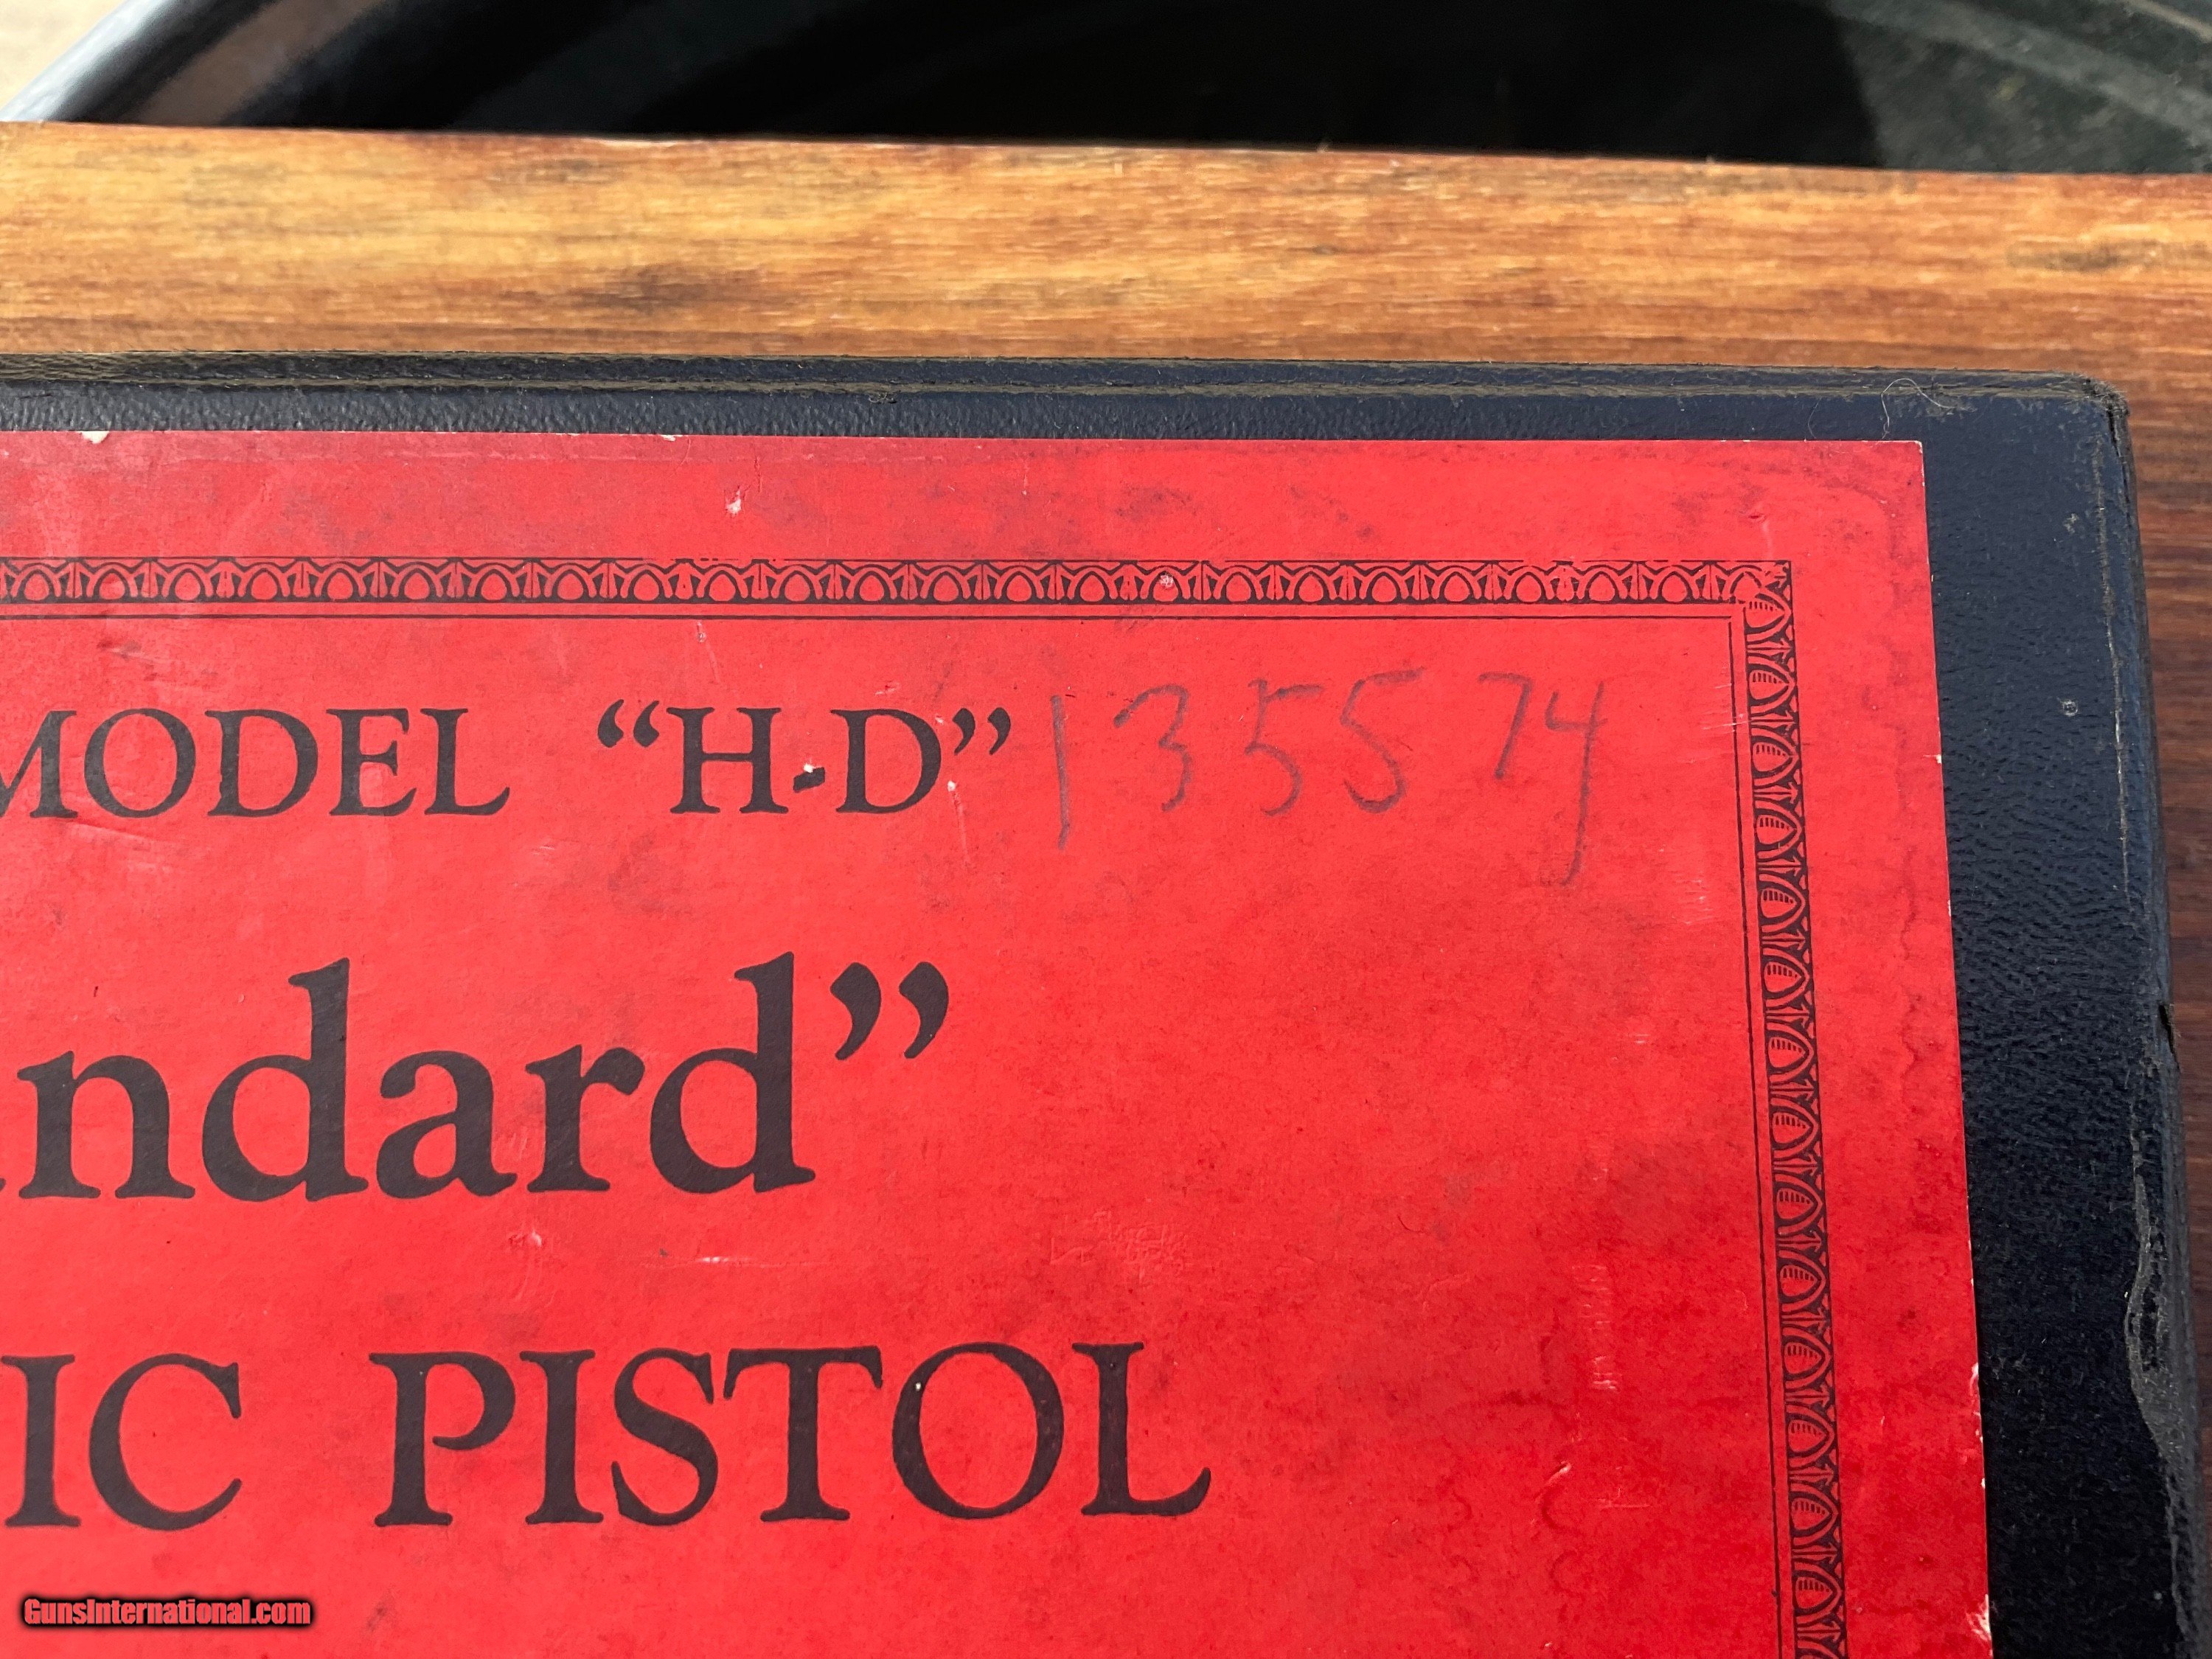 MODEL “H-D” 135574
ndard”
IC PISTOL
GunsInternational.com